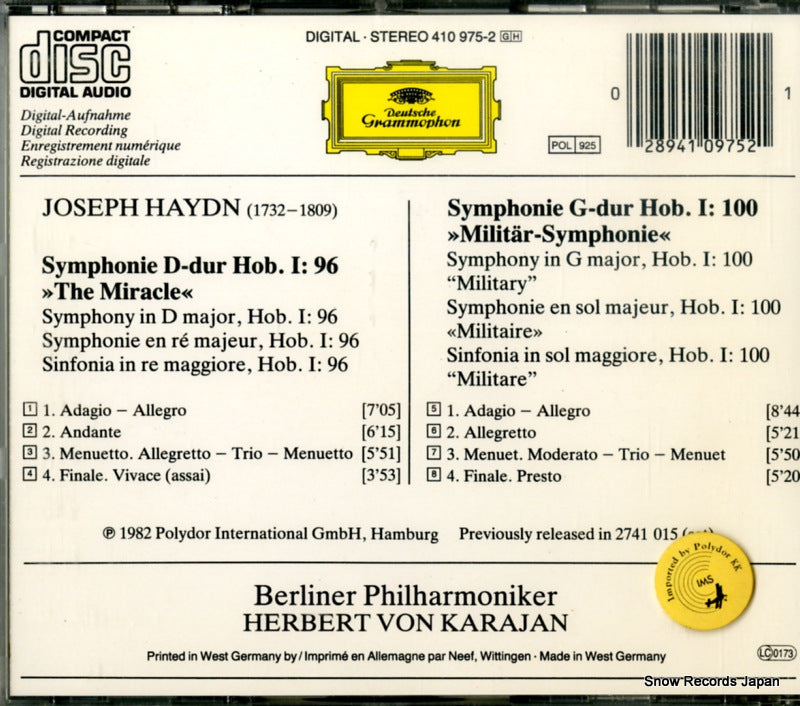 COMPACT
disc
DIGITAL AUDIO
Digital-Aufnahme
Digital Recording
Enregistrement numérique
Registrazione digitale
DIGITAL · STEREO 410 975-2 GH
Deutsche
Grammophon
POL 925
0 28941 09752 1
JOSEPH HAYDN (1732–1809)
Symphonie D-dur Hob. I: 96
»The Miracle«
Symphony in D major, Hob. I: 96
Symphonie en ré majeur, Hob. I: 96
Sinfonia in re maggiore, Hob. I: 96
1 1. Adagio – Allegro [7'05]
2 2. Andante [6'15]
3 3. Menuetto. Allegretto – Trio – Menuetto [5'51]
4 4. Finale. Vivace (assai) [3'53]
Symphonie G-dur Hob. I: 100
»Militär-Symphonie«
Symphony in G major, Hob. I: 100
“Military”
Symphonie en sol majeur, Hob. I: 100
«Militaire»
Sinfonia in sol maggiore, Hob. I: 100
“Militare”
5 1. Adagio – Allegro [8'44
6 2. Allegretto [5'21
7 3. Menuet. Moderato – Trio – Menuet [5'50
8 4. Finale. Presto [5'20
℗ 1982 Polydor International GmbH, Hamburg Previously released in 2741 015
Imported by Polydor KK
IMS
Berliner Philharmoniker
HERBERT VON KARAJAN
Printed in West Germany by / Imprimé en Allemagne par Neef, Wittingen · Made in West Germany
LC 0173
Snow Records Japan